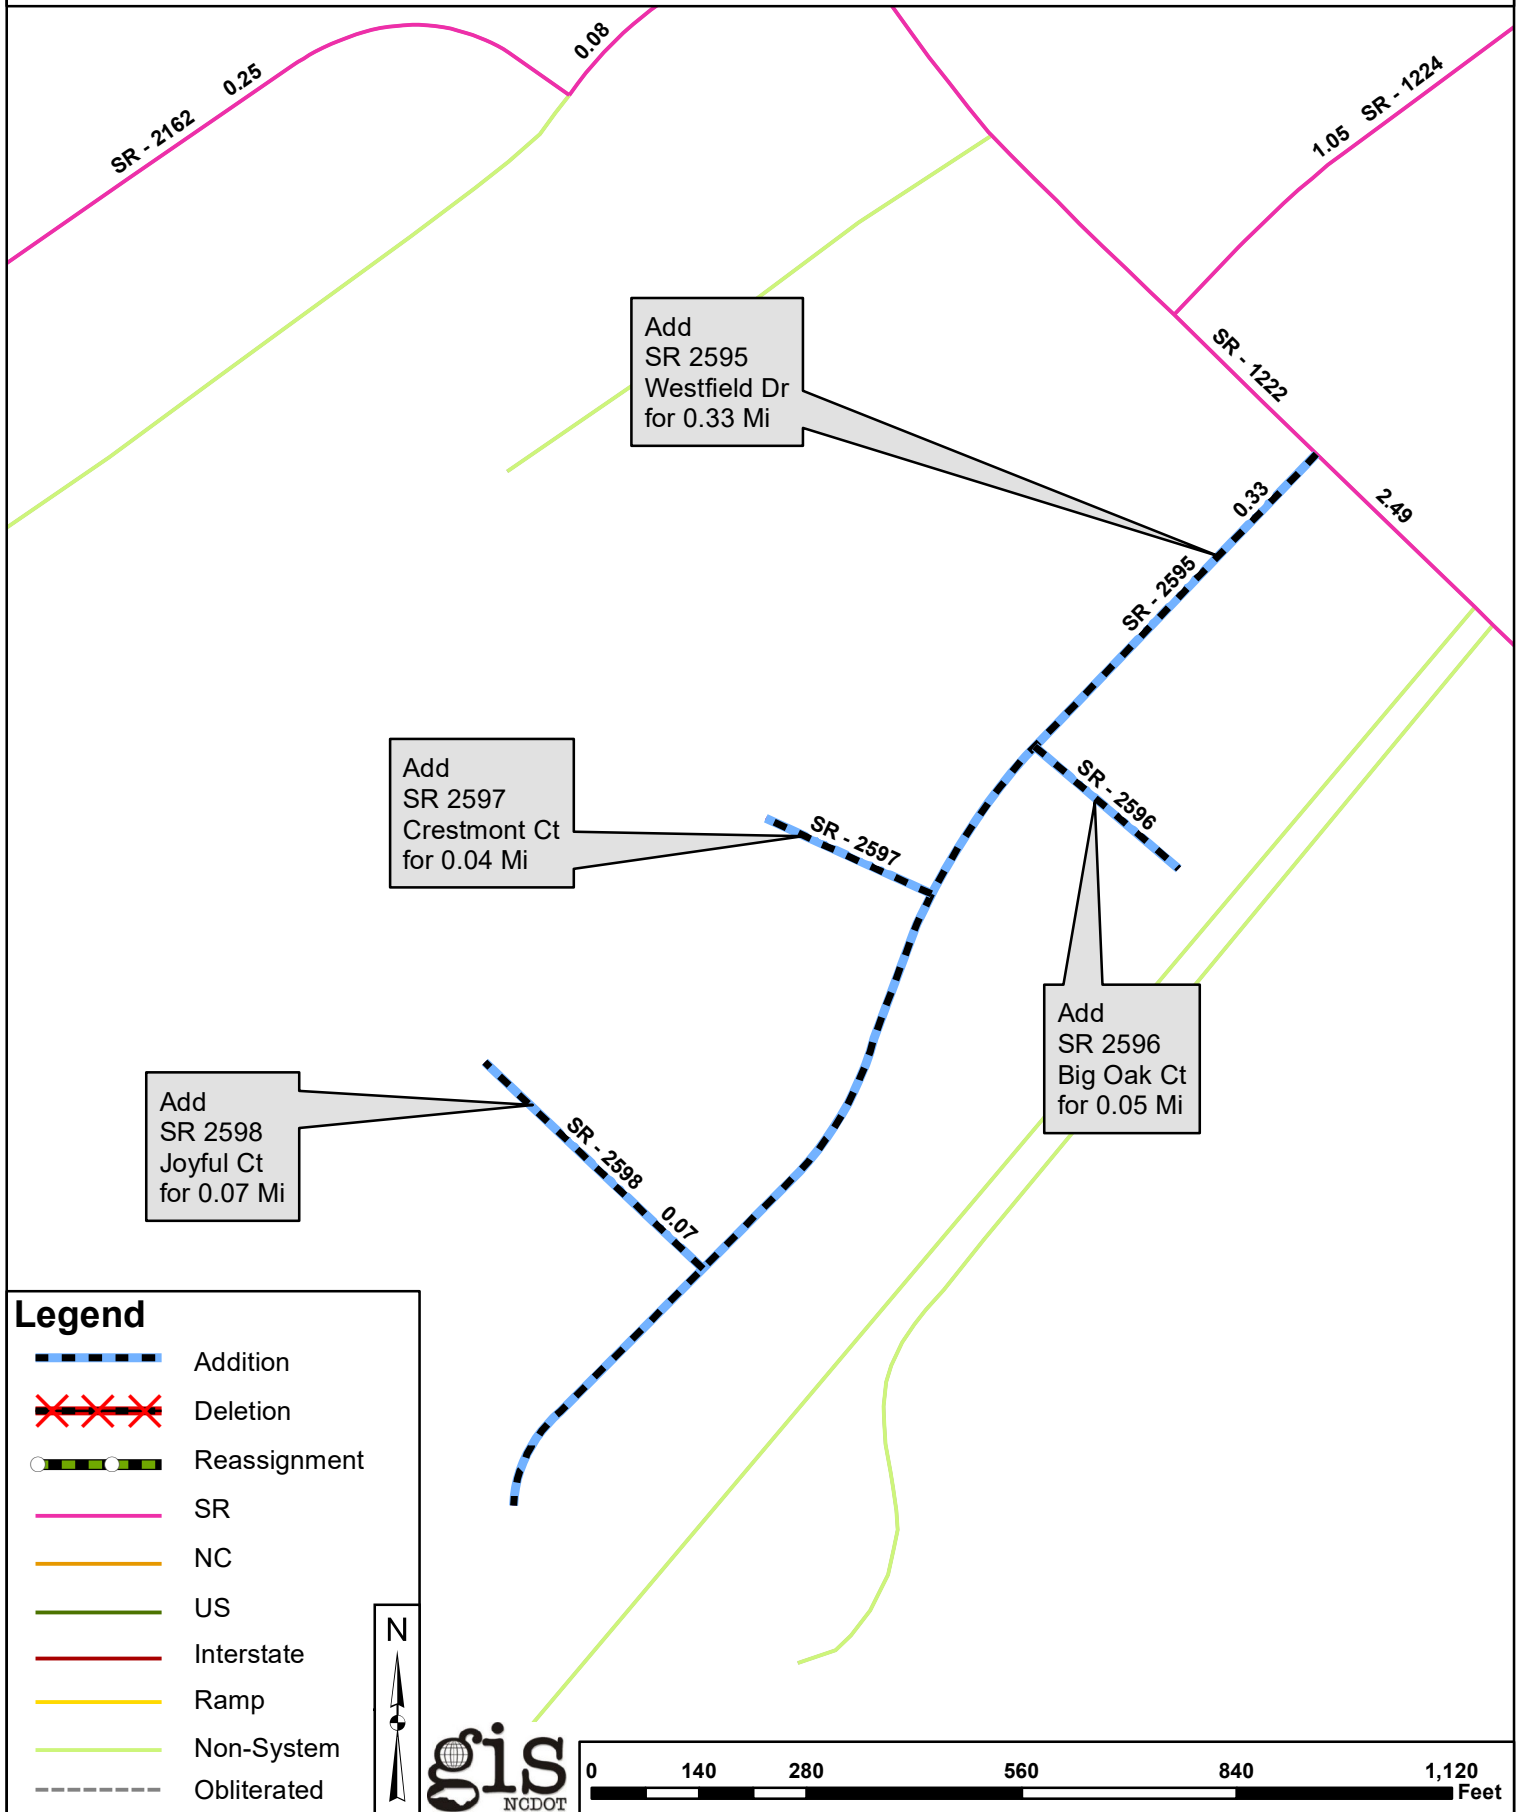 0.08
0.25
SR - 2162
SR - 1224
1.05
Add
SR 2595
Westfield Dr
for 0.33 Mi
SR - 1222
2.49
0.33
SR - 2595
Add
SR 2597
Crestmont Ct
for 0.04 Mi
SR - 2597
SR - 2596
Add
SR 2596
Big Oak Ct
for 0.05 Mi
Add
SR 2598
Joyful Ct
for 0.07 Mi
SR - 2598
0.07
Legend
Addition
Deletion
Reassignment
SR
NC
US
Interstate
Ramp
Non-System
Obliterated
N
gis
NCDOT
0 140 280 560 840 1,120
Feet